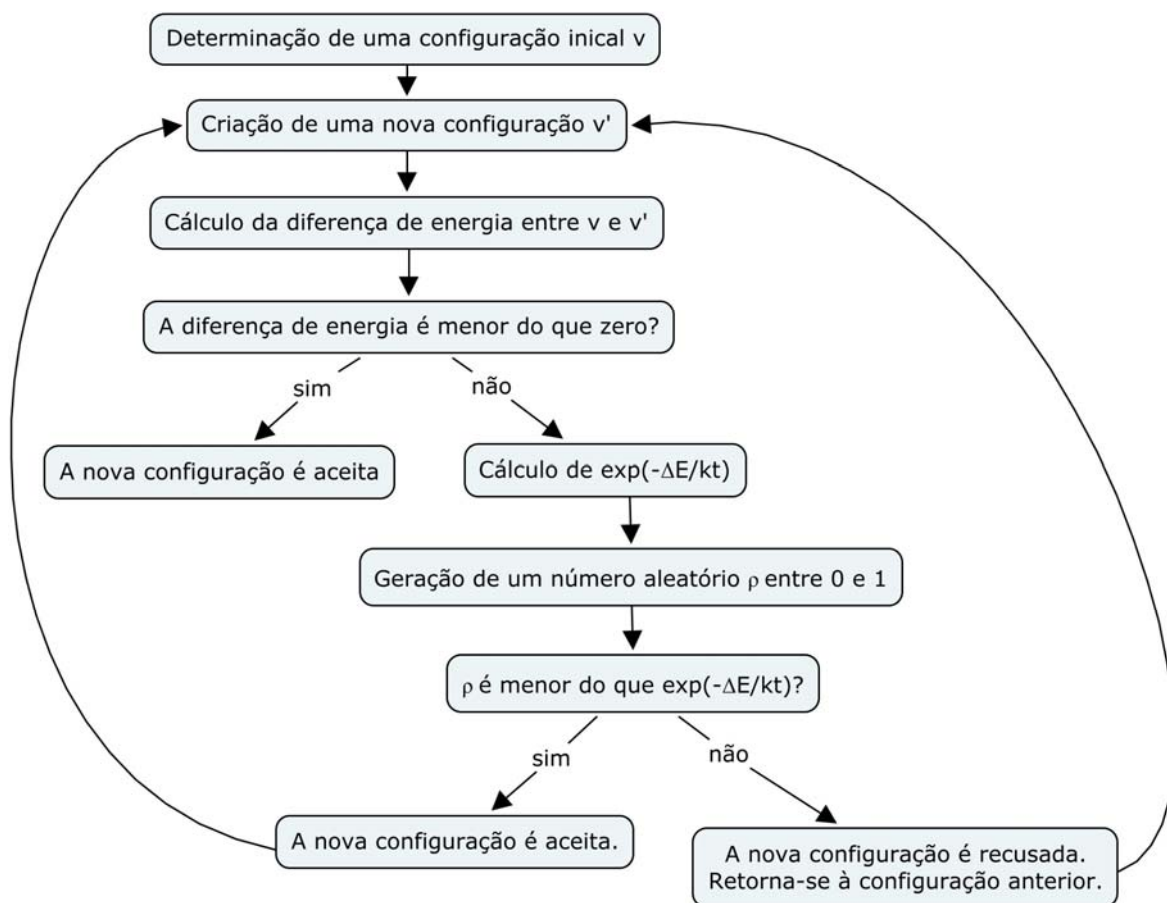 Determinação de uma configuração inical v
Criação de uma nova configuração v'
Cálculo da diferença de energia entre v e v'
A diferença de energia é menor do que zero?
sim
não
A nova configuração é aceita
Cálculo de exp(-ΔE/kt)
Geração de um número aleatório ρ entre 0 e 1
ρ é menor do que exp(-ΔE/kt)?
sim
não
A nova configuração é aceita.
A nova configuração é recusada.
Retorna-se à configuração anterior.